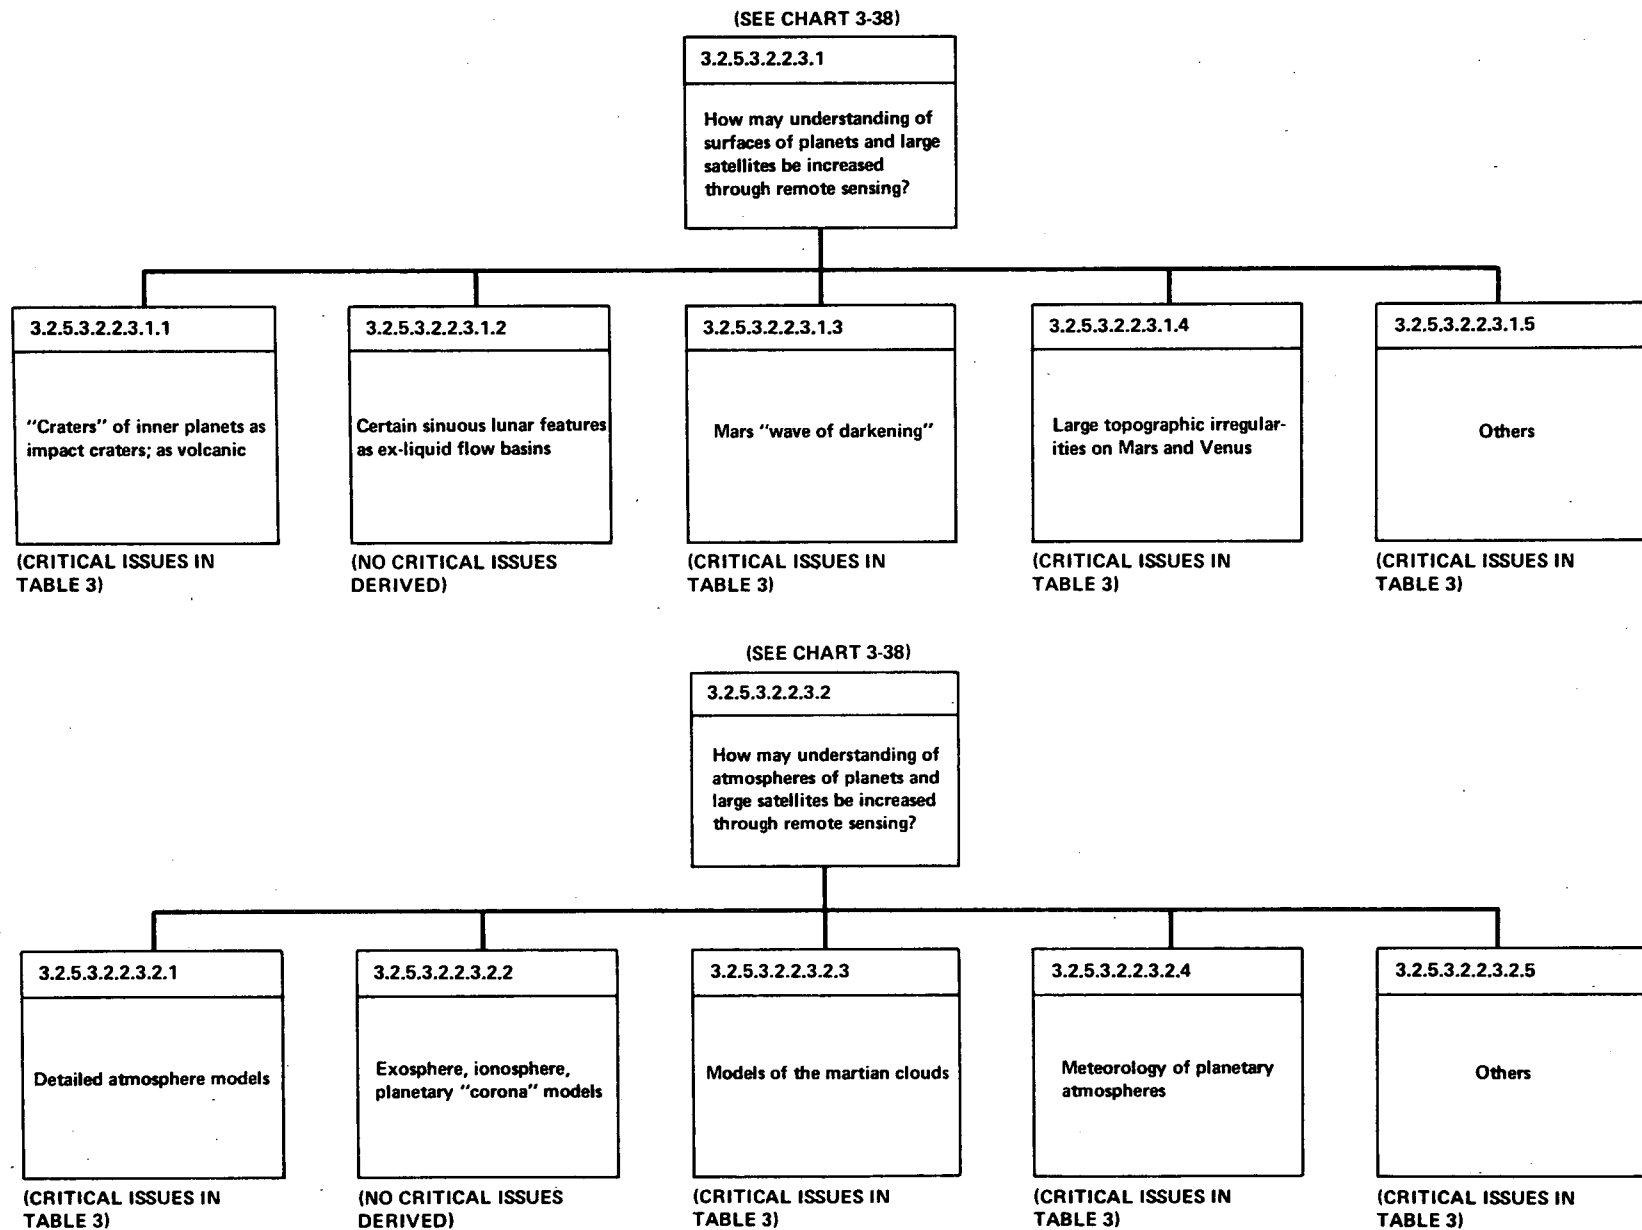 (SEE CHART 3-38)
3.2.5.3.2.2.3.1
How may understanding of
surfaces of planets and large
satellites be increased
through remote sensing?
3.2.5.3.2.2.3.1.1
"Craters" of inner planets as
impact craters; as volcanic
(CRITICAL ISSUES IN
TABLE 3)
3.2.5.3.2.2.3.1.2
Certain sinuous lunar features
as ex-liquid flow basins
(NO CRITICAL ISSUES
DERIVED)
3.2.5.3.2.2.3.1.3
Mars "wave of darkening"
(CRITICAL ISSUES IN
TABLE 3)
3.2.5.3.2.2.3.1.4
Large topographic irregular-
ities on Mars and Venus
(CRITICAL ISSUES IN
TABLE 3)
3.2.5.3.2.2.3.1.5
Others
(CRITICAL ISSUES IN
TABLE 3)
(SEE CHART 3-38)
3.2.5.3.2.2.3.2
How may understanding of
atmospheres of planets and
large satellites be increased
through remote sensing?
3.2.5.3.2.2.3.2.1
Detailed atmosphere models
(CRITICAL ISSUES IN
TABLE 3)
3.2.5.3.2.2.3.2.2
Exosphere, ionosphere,
planetary "corona" models
(NO CRITICAL ISSUES
DERIVED)
3.2.5.3.2.2.3.2.3
Models of the martian clouds
(CRITICAL ISSUES IN
TABLE 3)
3.2.5.3.2.2.3.2.4
Meteorology of planetary
atmospheres
(CRITICAL ISSUES IN
TABLE 3)
3.2.5.3.2.2.3.2.5
Others
(CRITICAL ISSUES IN
TABLE 3)